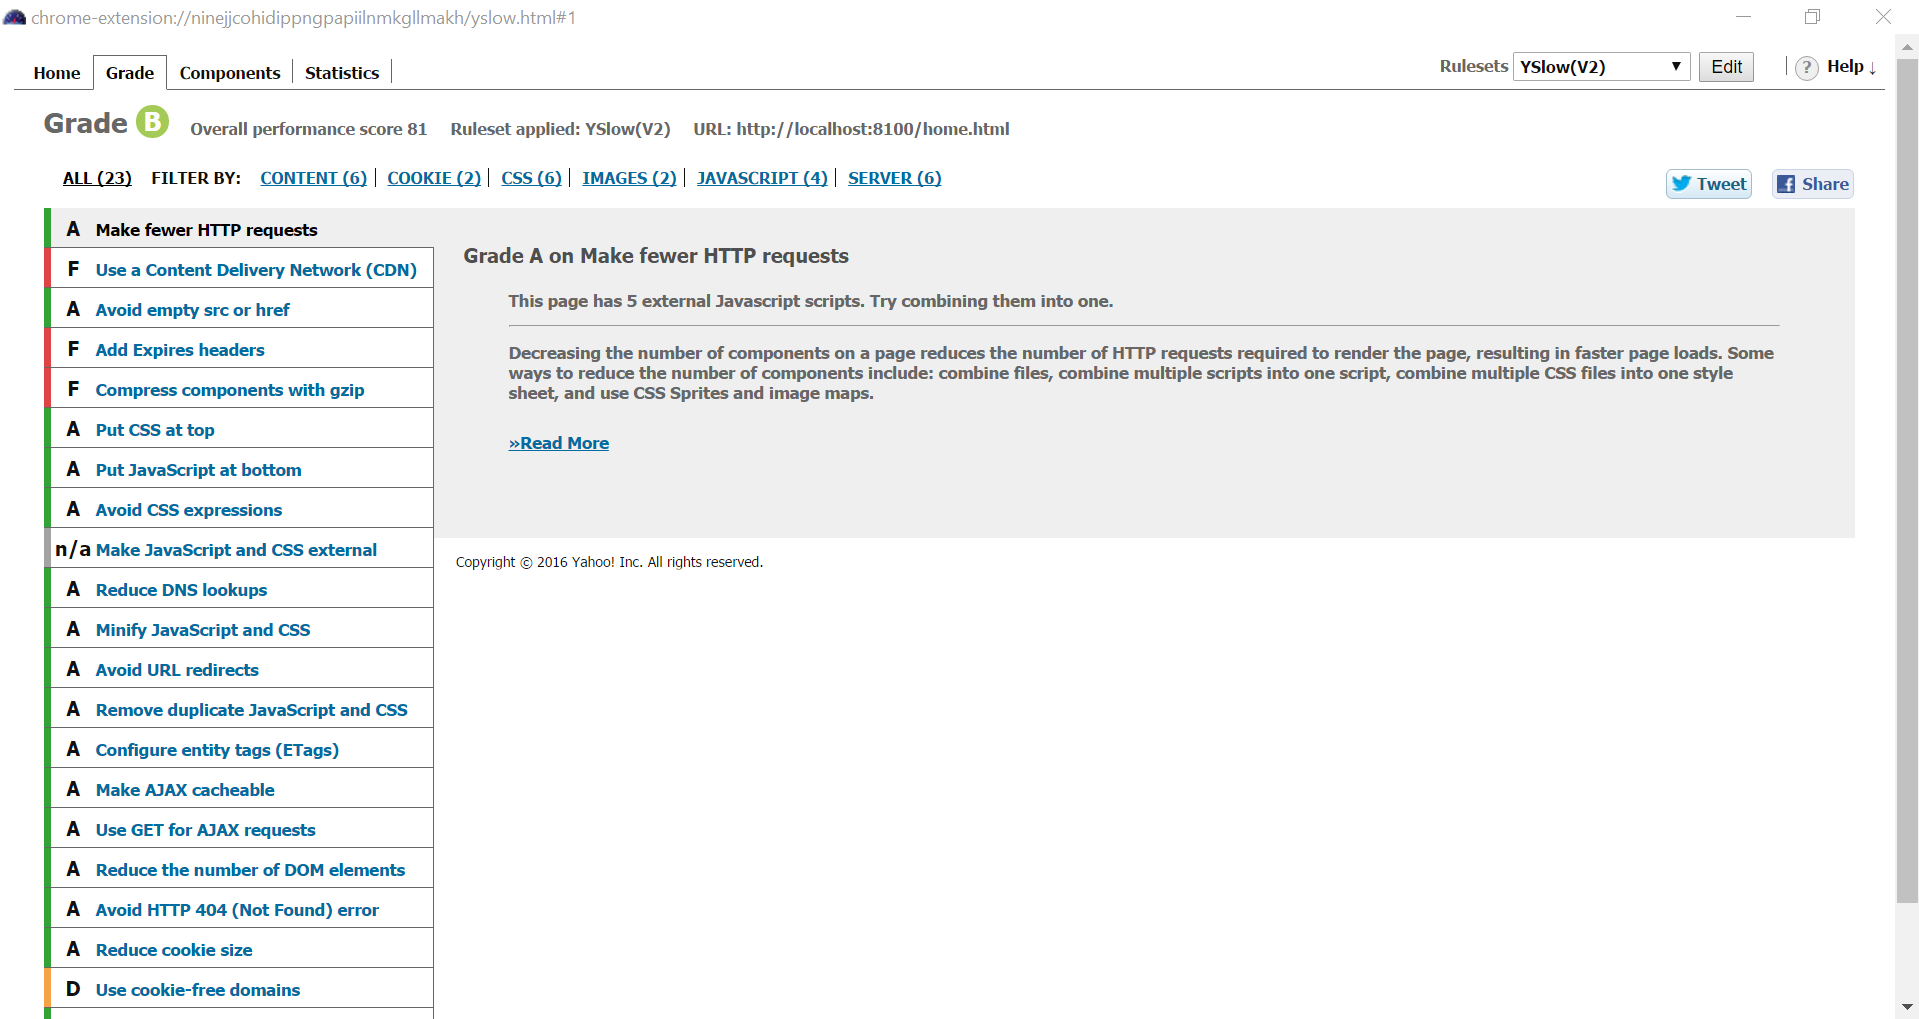 chrome-extension://ninejjcohidippngpapiilnmkgllmakh/yslow.html#1
Home Grade Components Statistics
Rulesets YSlow(V2) Edit ? Help ↓
Grade B Overall performance score 81 Ruleset applied: YSlow(V2) URL: http://localhost:8100/home.html
ALL (23) FILTER BY: CONTENT (6) COOKIE (2) CSS (6) IMAGES (2) JAVASCRIPT (4) SERVER (6)
Tweet Share
A Make fewer HTTP requests
F Use a Content Delivery Network (CDN)
A Avoid empty src or href
F Add Expires headers
F Compress components with gzip
A Put CSS at top
A Put JavaScript at bottom
A Avoid CSS expressions
n/a Make JavaScript and CSS external
A Reduce DNS lookups
A Minify JavaScript and CSS
A Avoid URL redirects
A Remove duplicate JavaScript and CSS
A Configure entity tags (ETags)
A Make AJAX cacheable
A Use GET for AJAX requests
A Reduce the number of DOM elements
A Avoid HTTP 404 (Not Found) error
A Reduce cookie size
D Use cookie-free domains
Grade A on Make fewer HTTP requests
This page has 5 external Javascript scripts. Try combining them into one.
Decreasing the number of components on a page reduces the number of HTTP requests required to render the page, resulting in faster page loads. Some
ways to reduce the number of components include: combine files, combine multiple scripts into one script, combine multiple CSS files into one style
sheet, and use CSS Sprites and image maps.
»Read More
Copyright © 2016 Yahoo! Inc. All rights reserved.